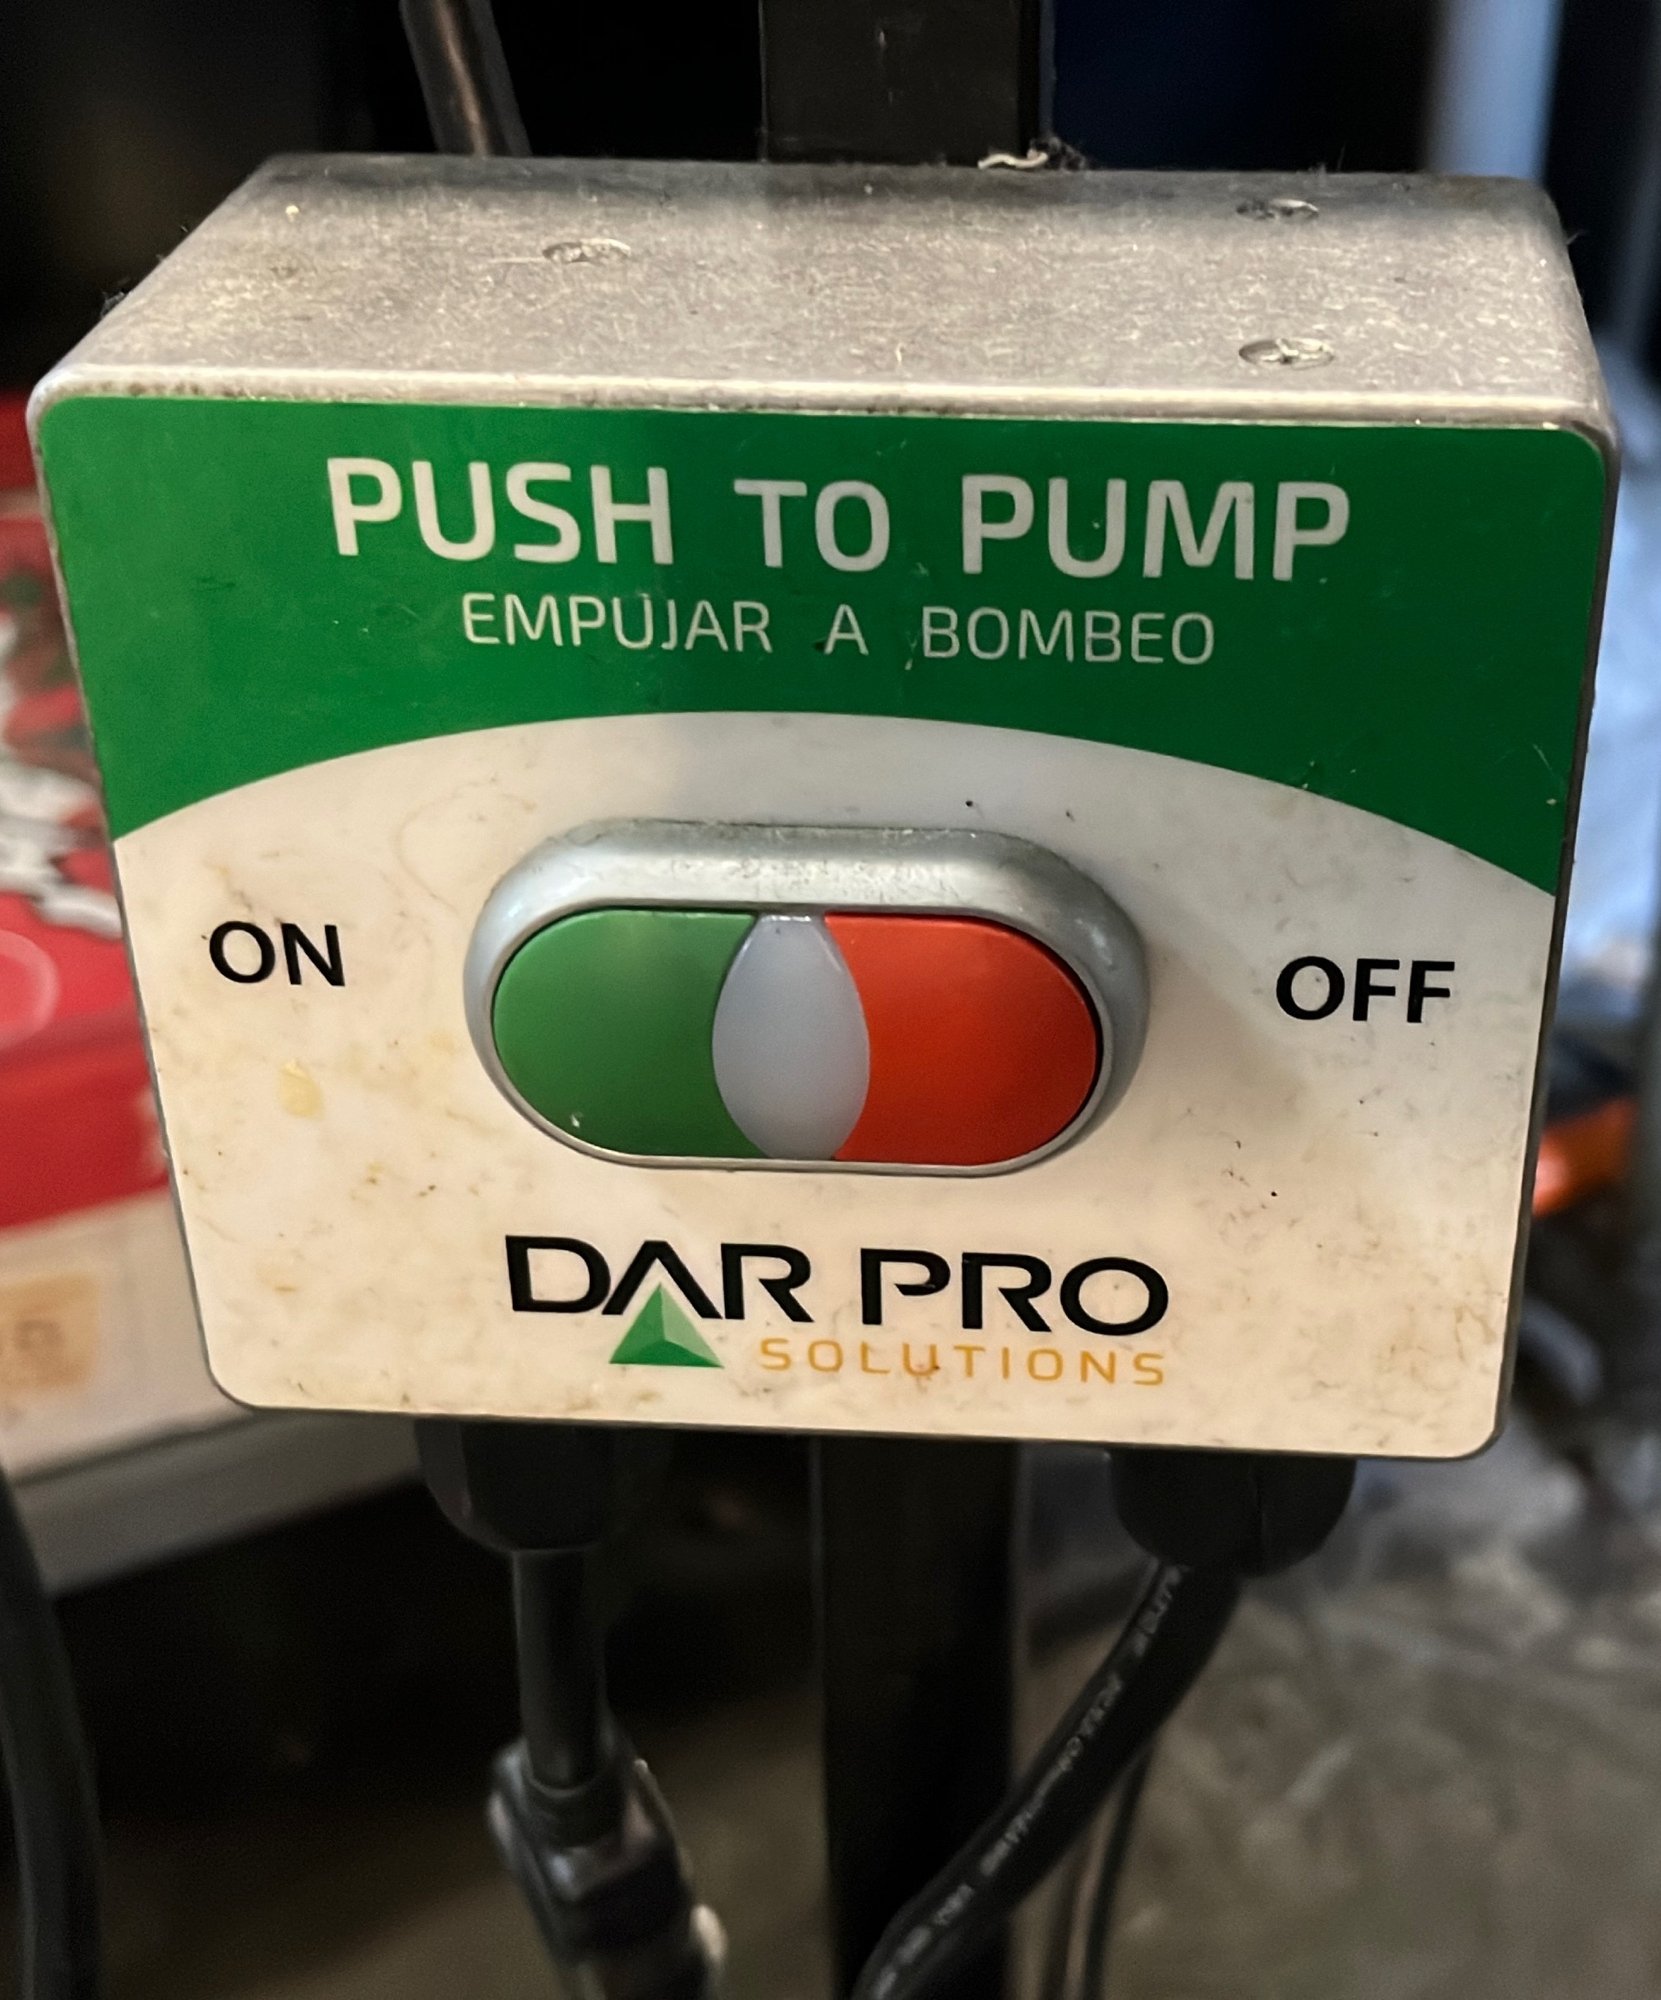 PUSH TO PUMP
EMPUJAR A BOMBEO
ON
OFF
DAR PRO
SOLUTIONS